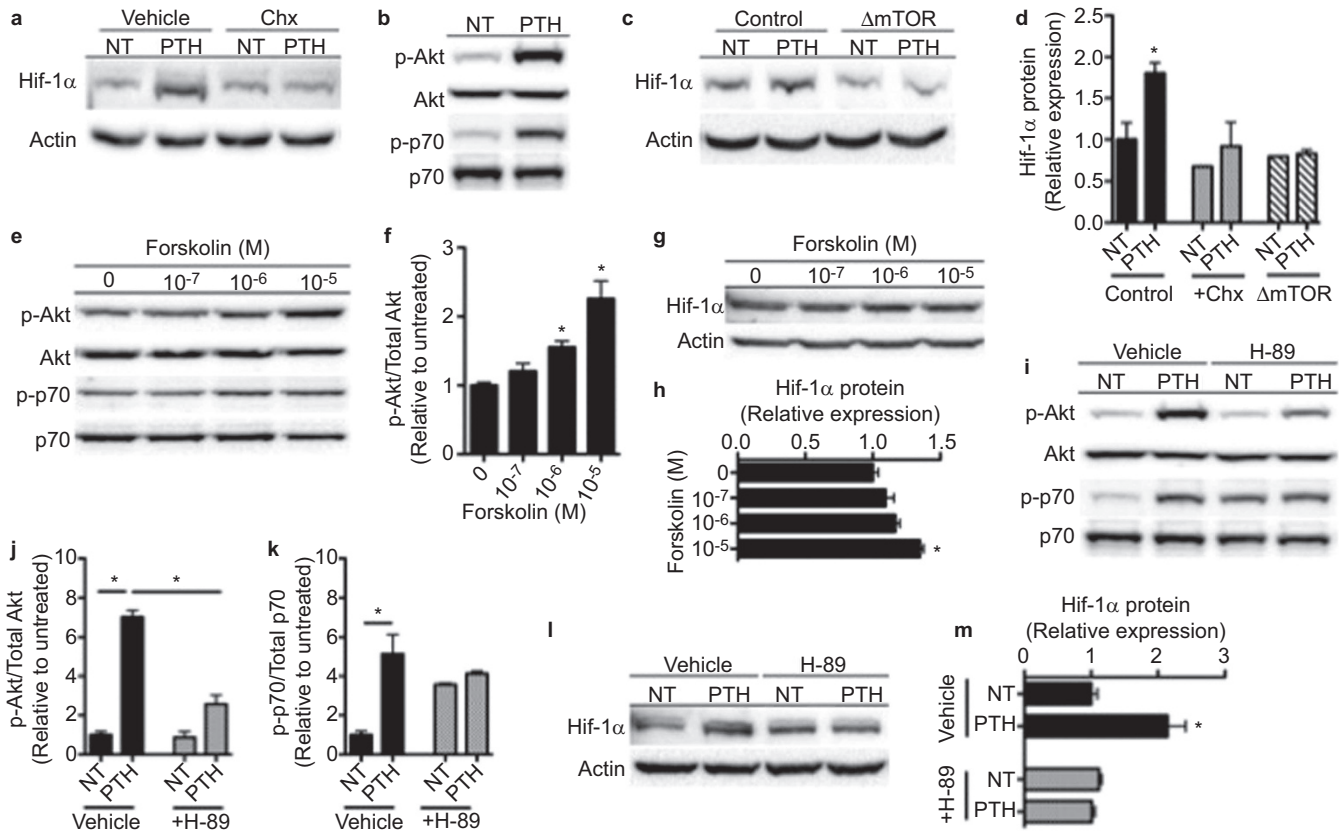 a
Vehicle Chx
NT PTH NT PTH
Hif-1α
Actin
b
NT PTH
p-Akt
Akt
p-p70
p70
c
Control ΔmTOR
NT PTH NT PTH
Hif-1α
Actin
d
Hif-1α protein
(Relative expression)
2.5
2.0
1.5
1.0
0.5
0.0
*
NT PTH NT PTH NT PTH
Control +Chx ΔmTOR
e
Forskolin (M)
0 10-7 10-6 10-5
p-Akt
Akt
p-p70
p70
f
p-Akt/Total Akt
(Relative to untreated)
3
2
1
0
* *
0 10-7 10-6 10-5
Forskolin (M)
g
Forskolin (M)
0 10-7 10-6 10-5
Hif-1α
Actin
h
Hif-1α protein
(Relative expression)
0.0 0.5 1.0 1.5
Forskolin (M)
0
10-7
10-6
10-5 *
i
Vehicle H-89
NT PTH NT PTH
p-Akt
Akt
p-p70
p70
j
p-Akt/Total Akt
(Relative to untreated)
10
8
6
4
2
0
* *
NT PTH NT PTH
Vehicle +H-89
k
p-p70/Total p70
(Relative to untreated)
10
8
6
4
2
0
*
NT PTH NT PTH
Vehicle +H-89
l
Vehicle H-89
NT PTH NT PTH
Hif-1α
Actin
m
Hif-1α protein
(Relative expression)
0 1 2 3
Vehicle
NT
PTH *
+H-89
NT
PTH